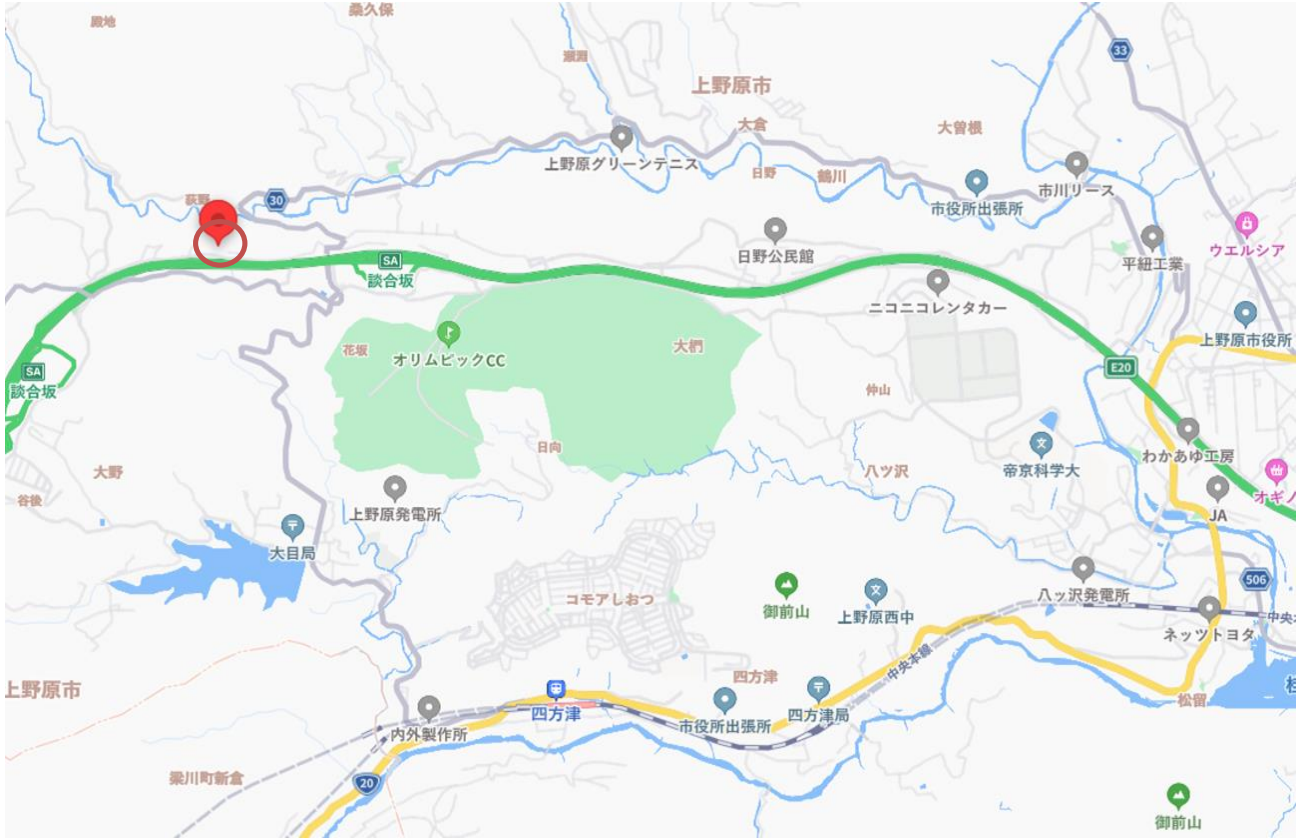 桑久保
殿地
33
瀬淵
上野原市
大倉
大曽根
上野原グリーンテニス
日野
鶴川
市川リース
荻野
30
市役所出張所
ウエルシア
日野公民館
平紐工業
SA
談合坂
ニコニコレンタカー
上野原市役所
花坂
オリムピックCC
大椚
E20
SA
談合坂
仲山
日向
わかあゆ工房
大野
八ツ沢
帝京科学大
谷後
オギノ
上野原発電所
JA
大目局
506
コモアしおつ
御前山
上野原西中
八ッ沢発電所
ネッツトヨタ
中央本
中央本線
四方津
上野原市
松留
桂
四方津
市役所出張所
四方津局
内外製作所
梁川町新倉
20
御前山